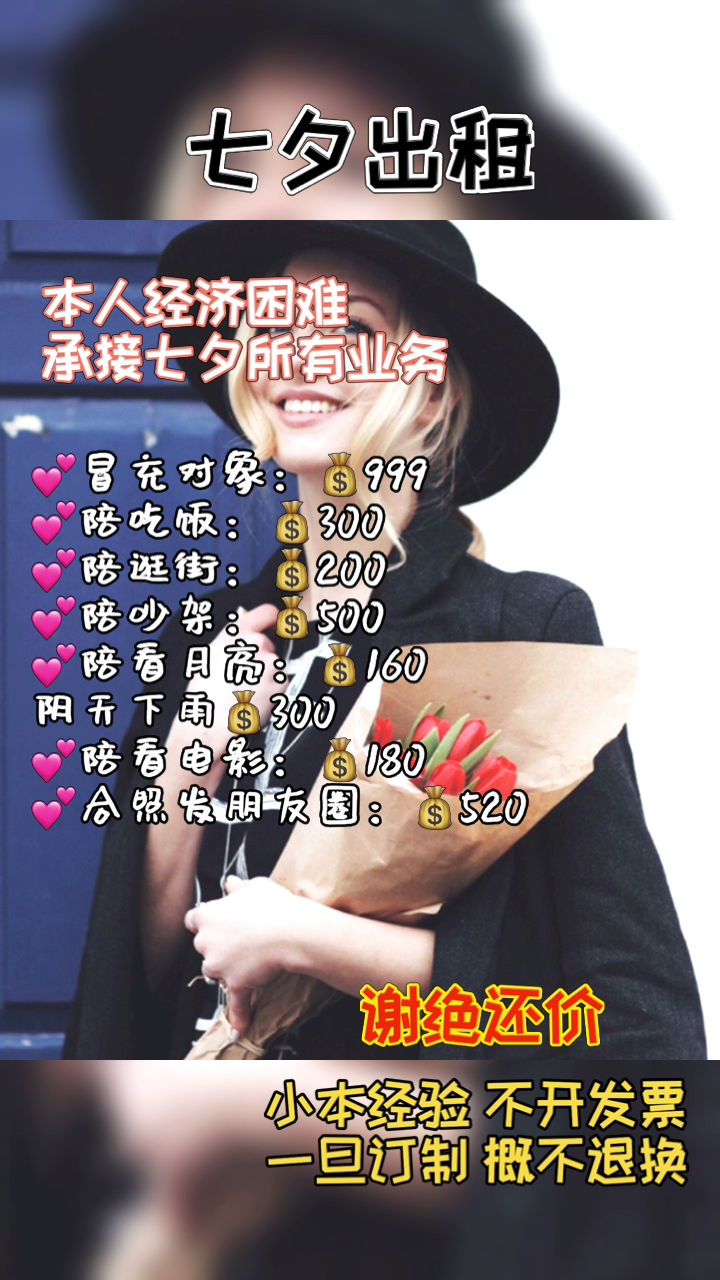 七夕出租
本人经济困难
承接七夕所有业务
💕冒充对象：💰999
💕陪吃饭：💰300
💕陪逛街：💰200
💕陪吵架：💰500
💕陪看月亮：💰160
阴天下雨💰300
💕陪看电影：💰180
💕合照发朋友圈：💰520
谢绝还价
小本经验 不开发票
一旦订制 概不退换